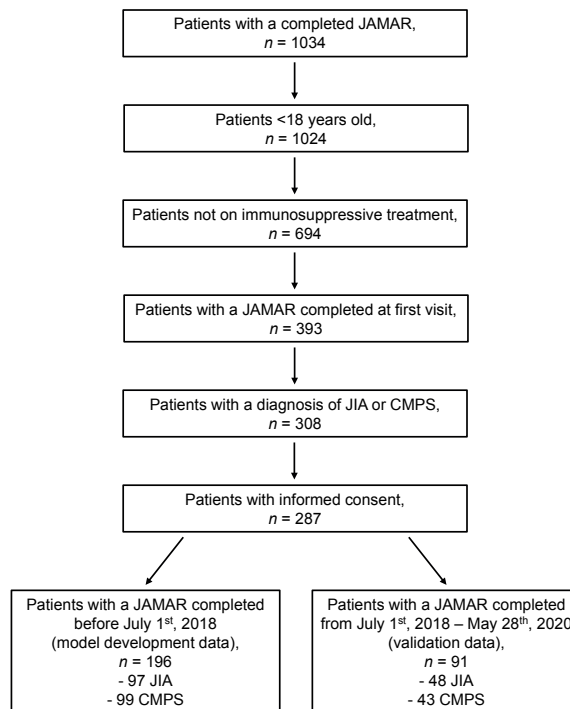 Patients with a completed JAMAR,
n = 1034
Patients <18 years old,
n = 1024
Patients not on immunosuppressive treatment,
n = 694
Patients with a JAMAR completed at first visit,
n = 393
Patients with a diagnosis of JIA or CMPS,
n = 308
Patients with informed consent,
n = 287
Patients with a JAMAR completed
before July 1st, 2018
(model development data),
n = 196
- 97 JIA
- 99 CMPS
Patients with a JAMAR completed
from July 1st, 2018 – May 28th, 2020
(validation data),
n = 91
- 48 JIA
- 43 CMPS